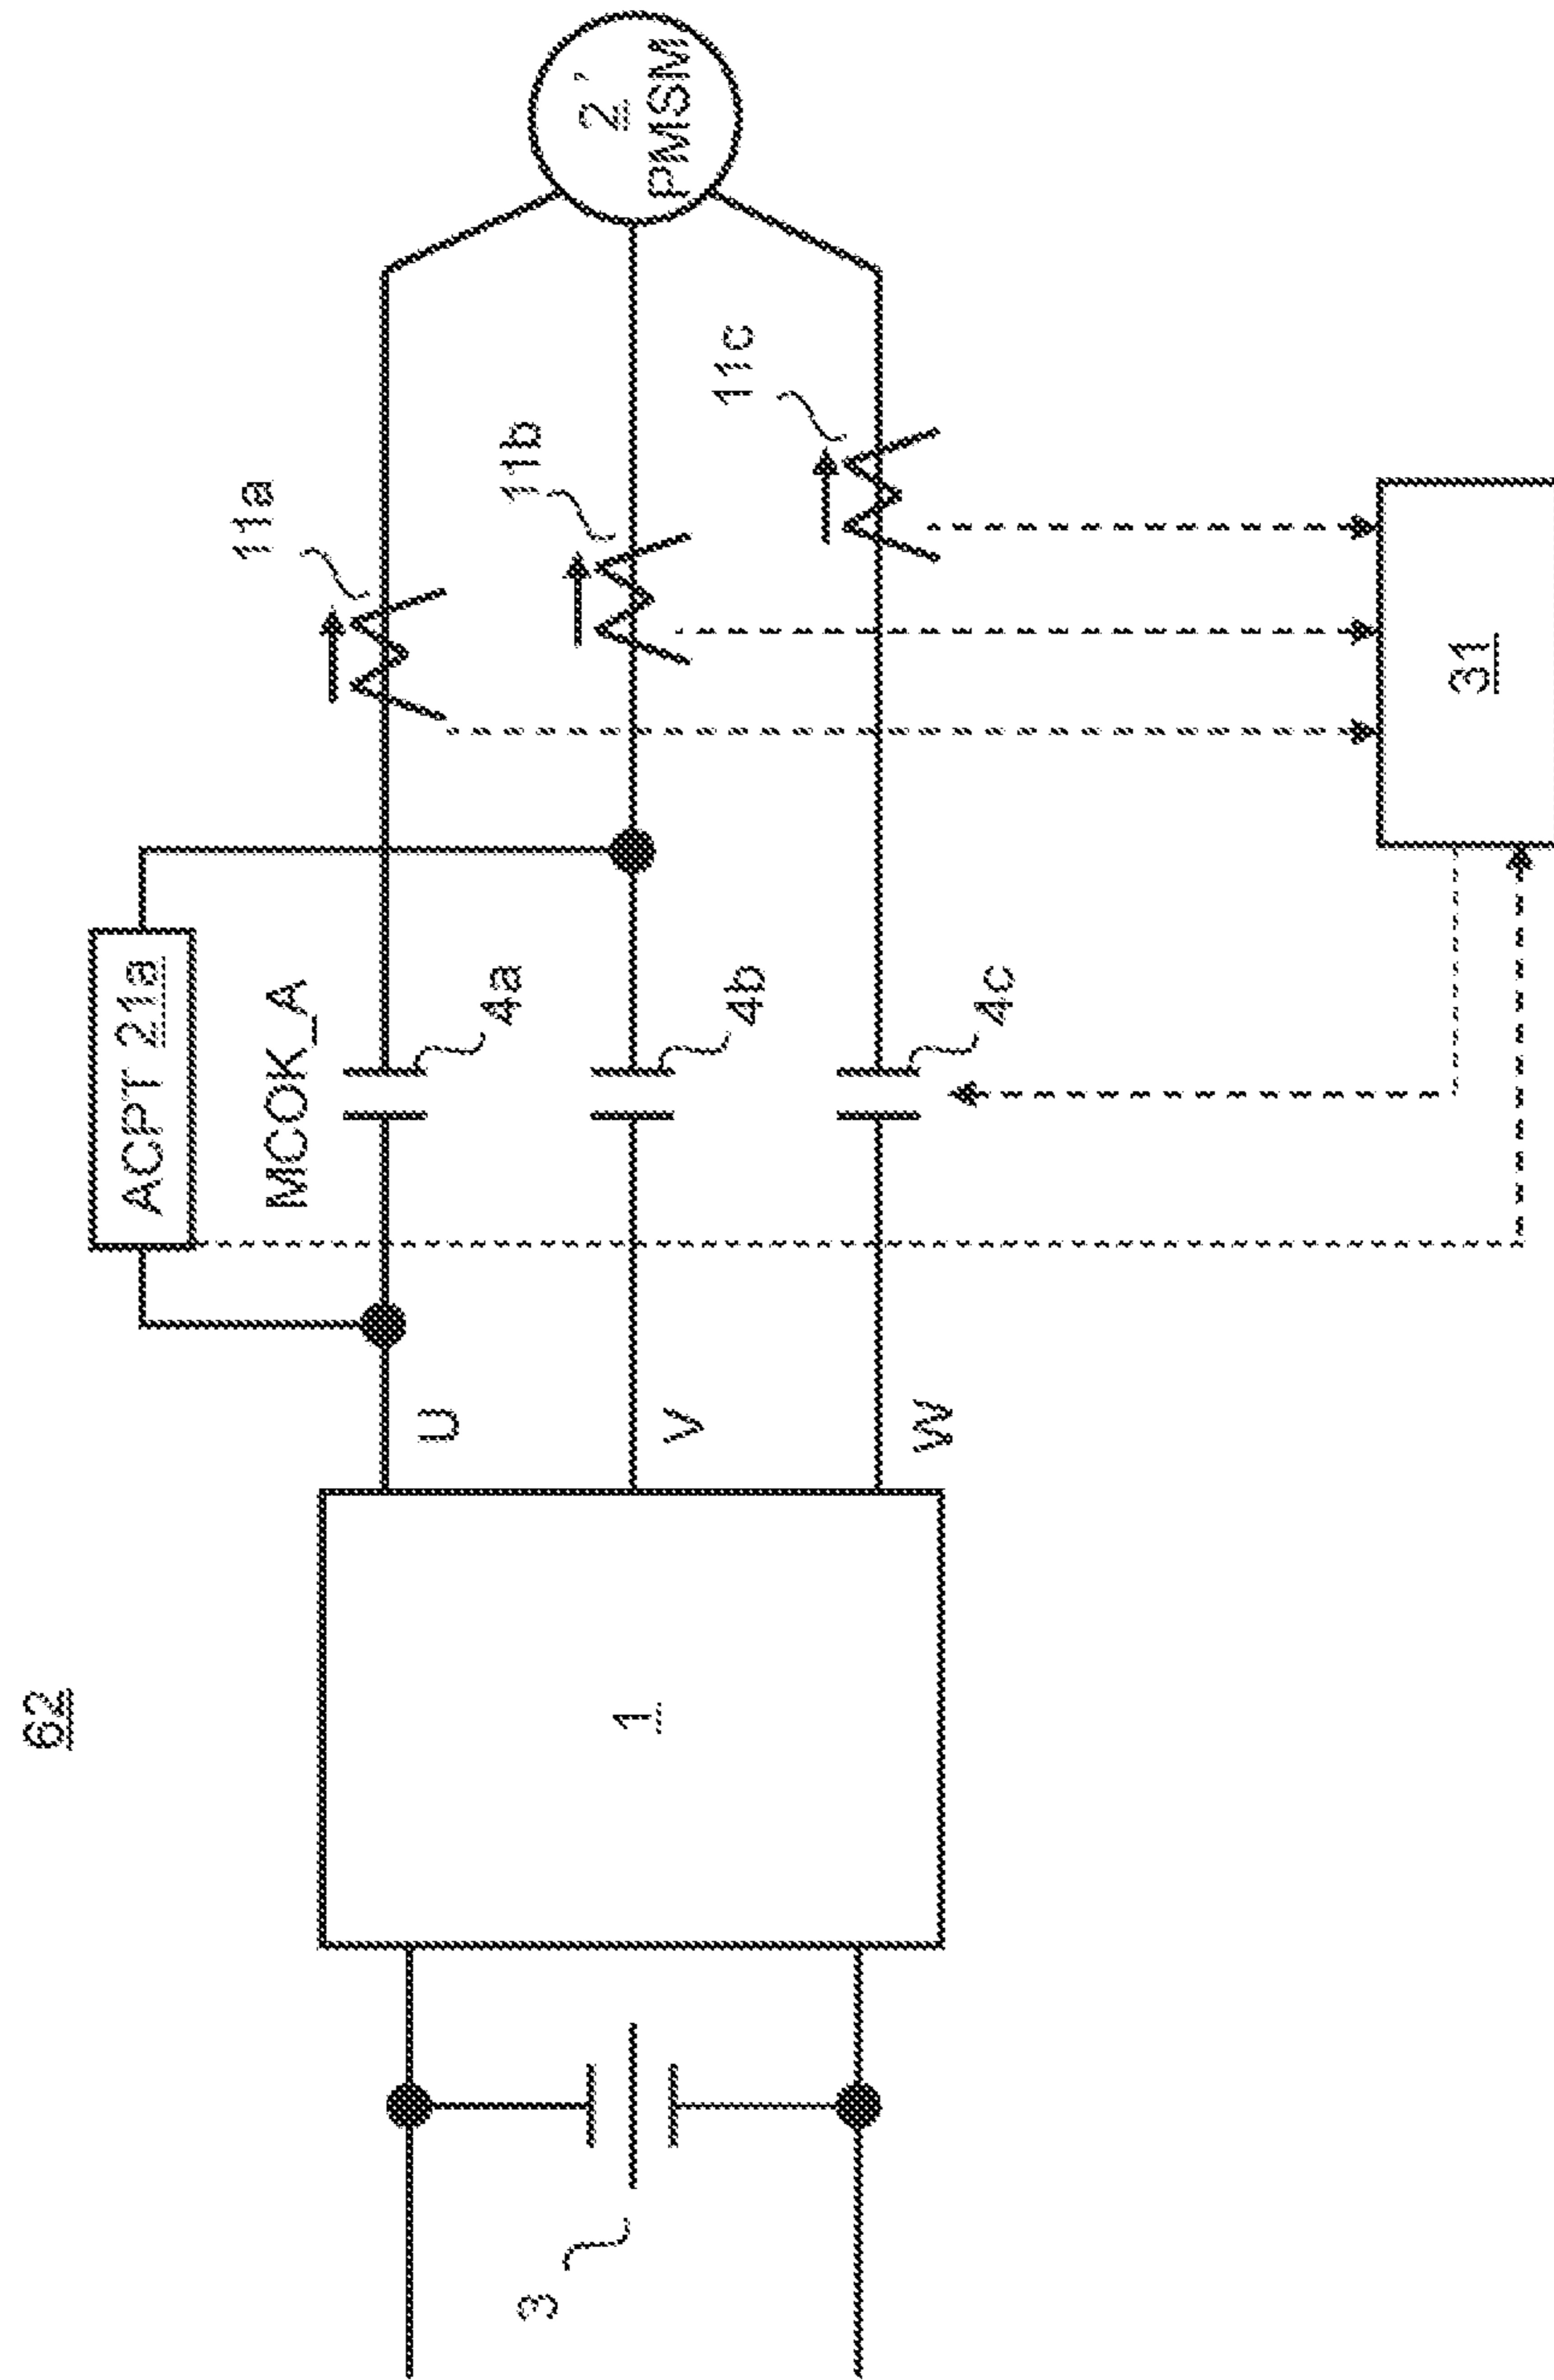 62
ACPT 21a
MCOK_A
11a
11b
11c
2'
PMSM
U
V
W
4a
4b
4c
1
3
31